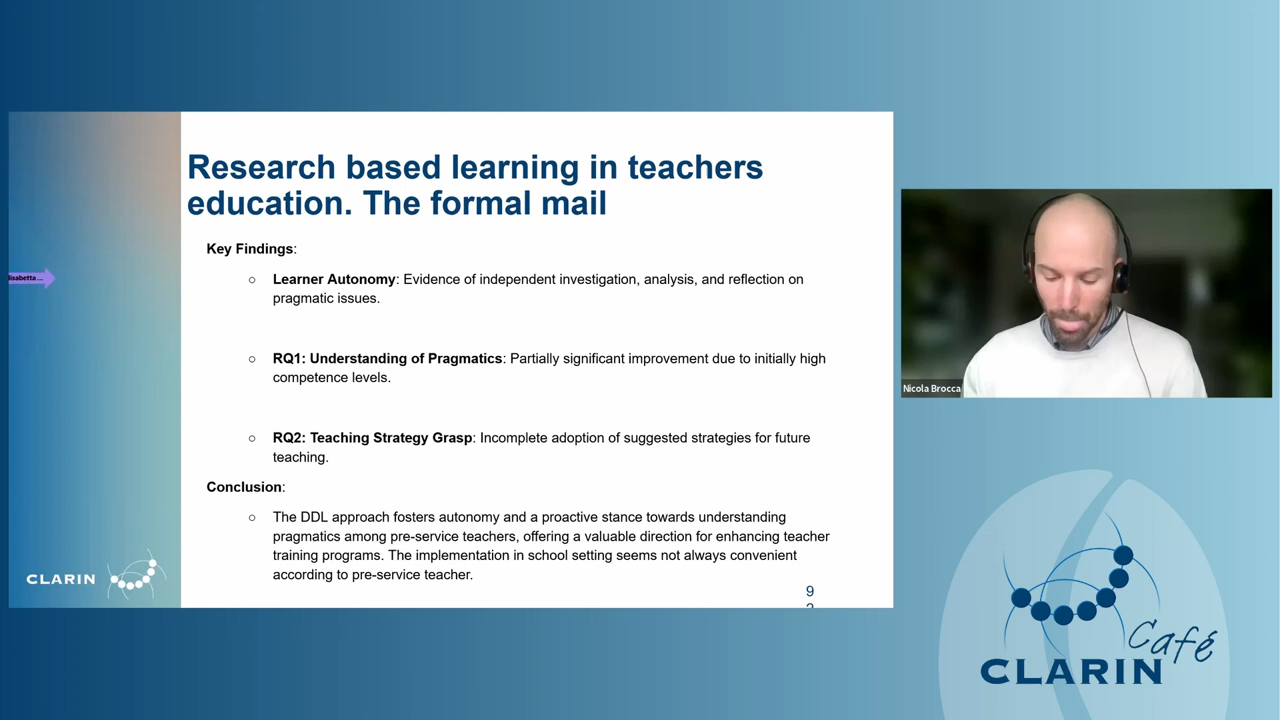 Research based learning in teachers
education. The formal mail
Key Findings:
○ Learner Autonomy: Evidence of independent investigation, analysis, and reflection on
pragmatic issues.
○ RQ1: Understanding of Pragmatics: Partially significant improvement due to initially high
competence levels.
○ RQ2: Teaching Strategy Grasp: Incomplete adoption of suggested strategies for future
teaching.
Conclusion:
○ The DDL approach fosters autonomy and a proactive stance towards understanding
pragmatics among pre-service teachers, offering a valuable direction for enhancing teacher
training programs. The implementation in school setting seems not always convenient
according to pre-service teacher.
9
CLARIN
Nicola Brocca
Café
CLARIN